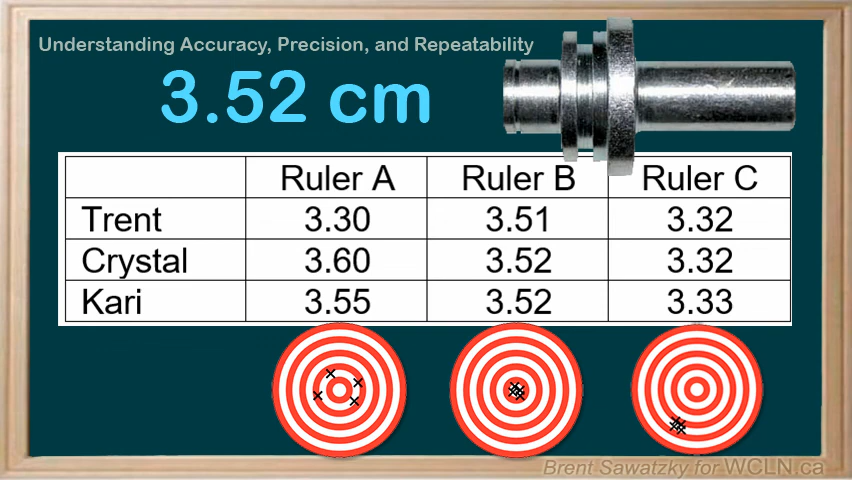 Understanding Accuracy, Precision, and Repeatability
3.52 cm
Ruler A Ruler B Ruler C
Trent 3.30 3.51 3.32
Crystal 3.60 3.52 3.32
Kari 3.55 3.52 3.33
Brent Sawatzky for WCLN.ca